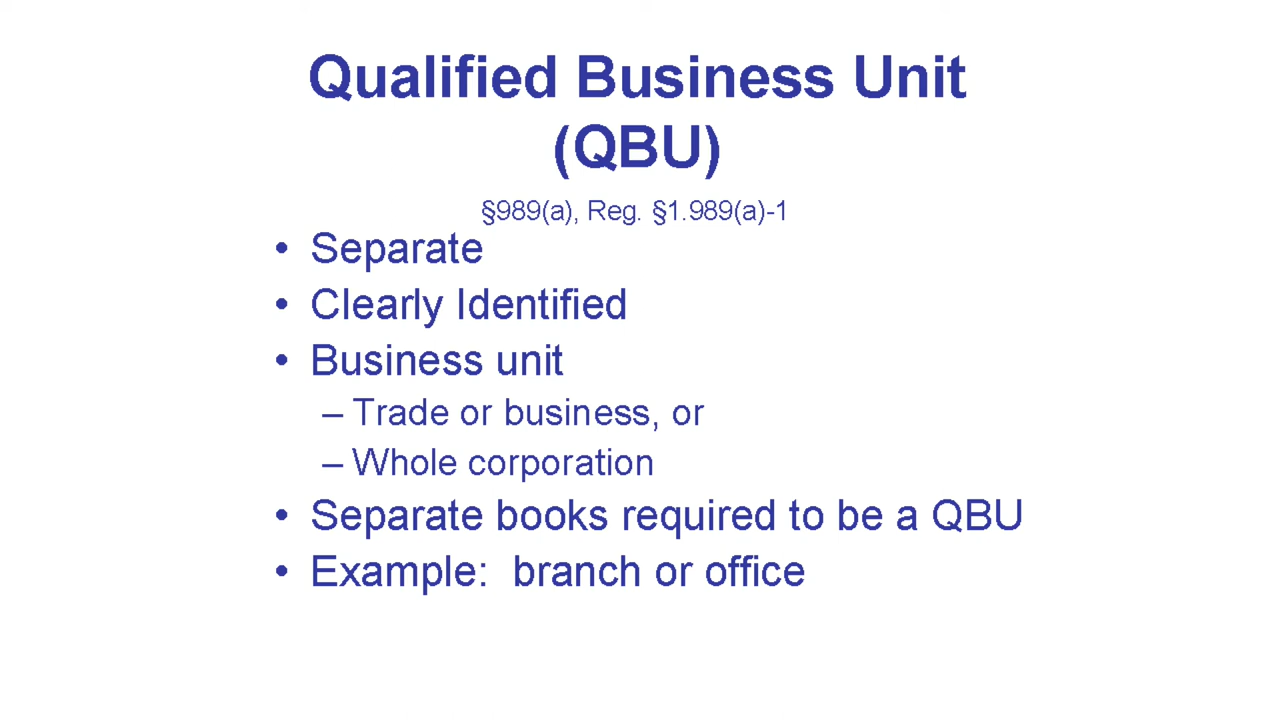 Qualified Business Unit
(QBU)
§989(a), Reg. §1.989(a)-1
• Separate
• Clearly Identified
• Business unit
– Trade or business, or
– Whole corporation
• Separate books required to be a QBU
• Example:  branch or office